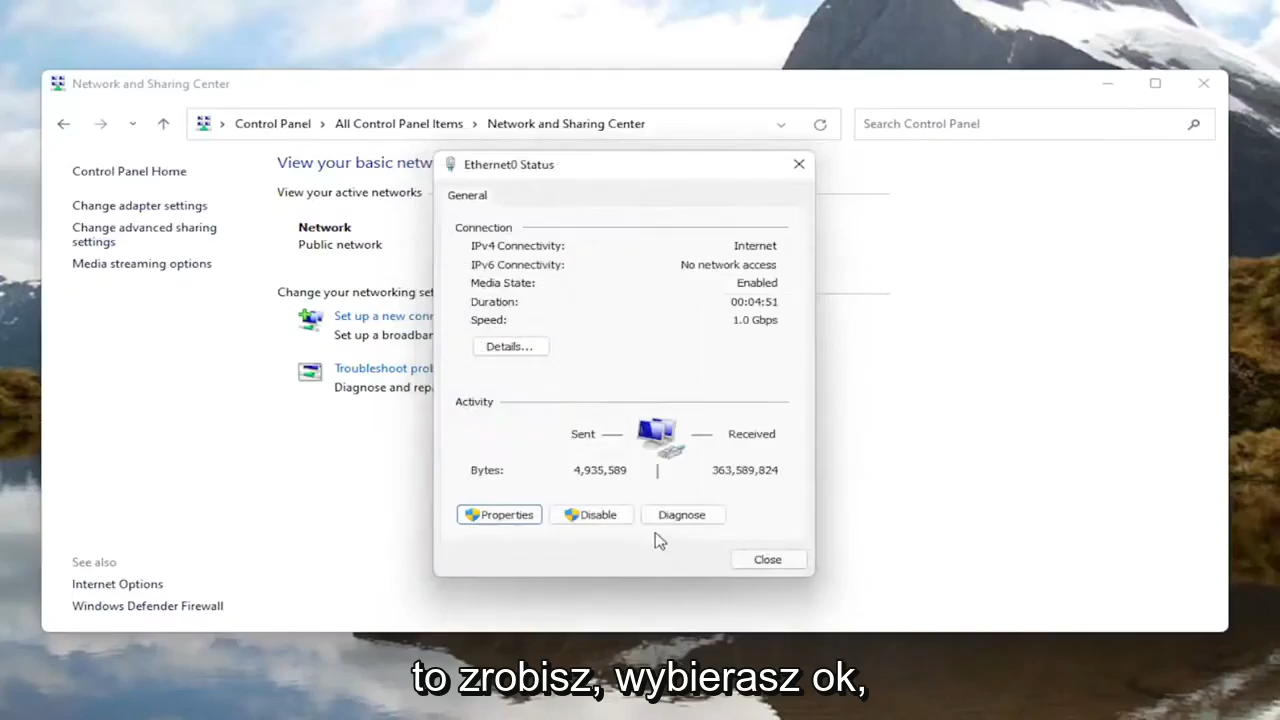 Network and Sharing Center
Control Panel > All Control Panel Items > Network and Sharing Center
Search Control Panel
Control Panel Home
Change adapter settings
Change advanced sharing
settings
Media streaming options
See also
Internet Options
Windows Defender Firewall
View your basic netw
View your active networks
Network
Public network
Change your networking set
Set up a new conn
Set up a broadban
Troubleshoot prob
Diagnose and repa
Ethernet0 Status
General
Connection
IPv4 Connectivity: Internet
IPv6 Connectivity: No network access
Media State: Enabled
Duration: 00:04:51
Speed: 1.0 Gbps
Details...
Activity
Sent Received
Bytes: 4,935,589 363,589,824
Properties Disable Diagnose
Close
to zrobisz, wybierasz ok,